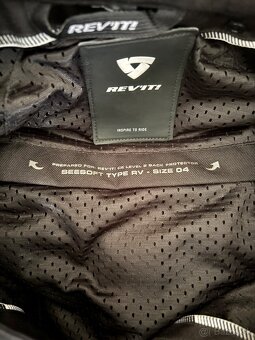 REV'IT!
REV'IT!
INSPIRE TO RIDE
PREPARED FOR REV'IT! CE LEVEL 2 BACK PROTECTOR
SEESOFT TYPE RV - SIZE 04